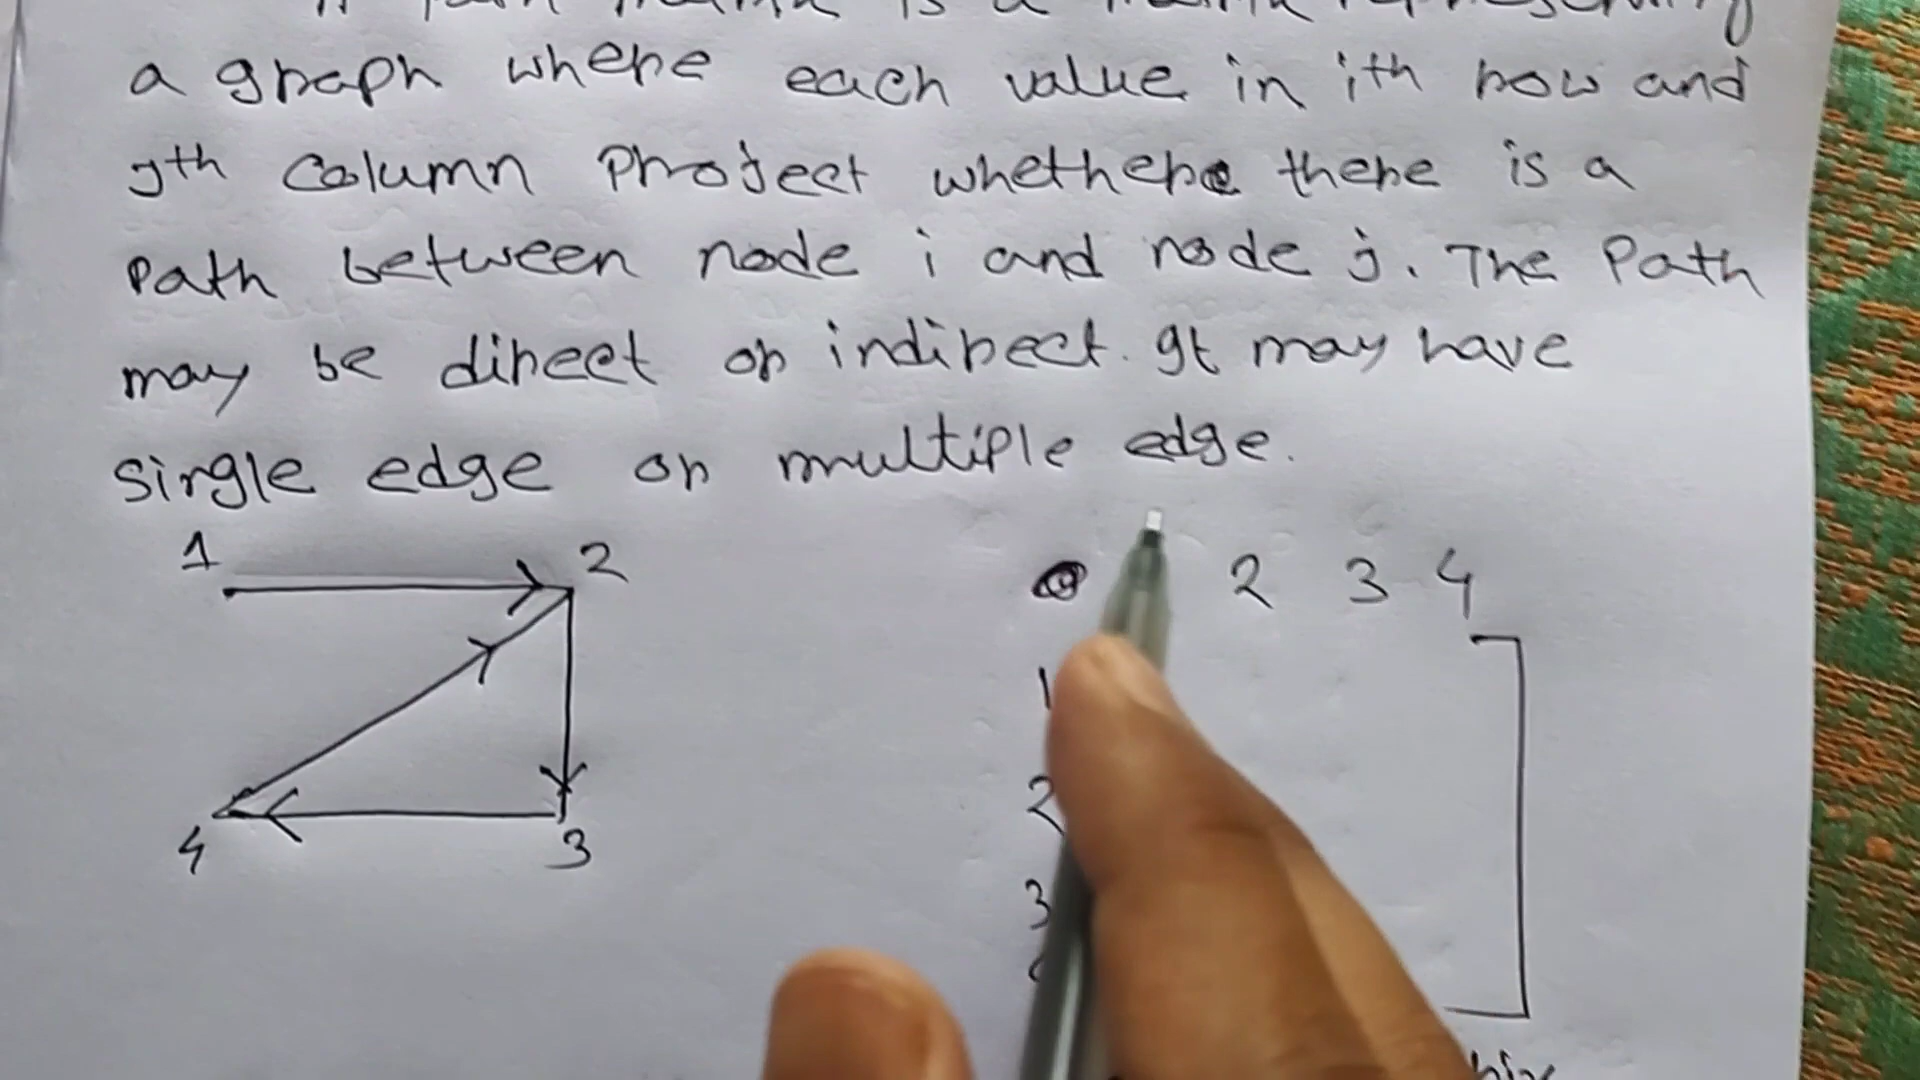 is a
a graph where each value in ith row and
jth column Project whether there is a
Path between node i and node j. The Path
may be direct or indirect. It may have
single edge or multiple edge.
1 2
4 3
2 3 4
1
2
3